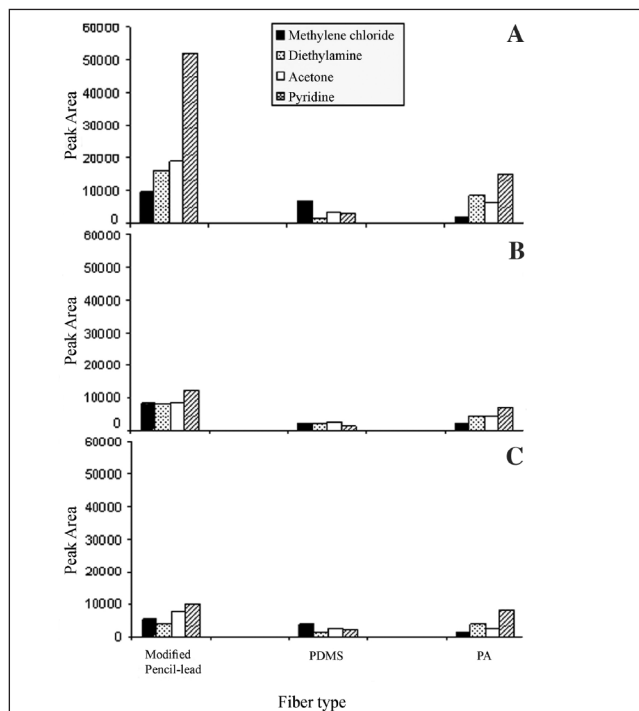 A
Methylene chloride
Diethylamine
Acetone
Pyridine
Peak Area
60000
50000
40000
30000
20000
10000
0
B
Peak Area
60000
50000
40000
30000
20000
10000
0
C
Peak Area
60000
50000
40000
30000
20000
10000
0
Modified
Pencil-lead
PDMS
PA
Fiber type